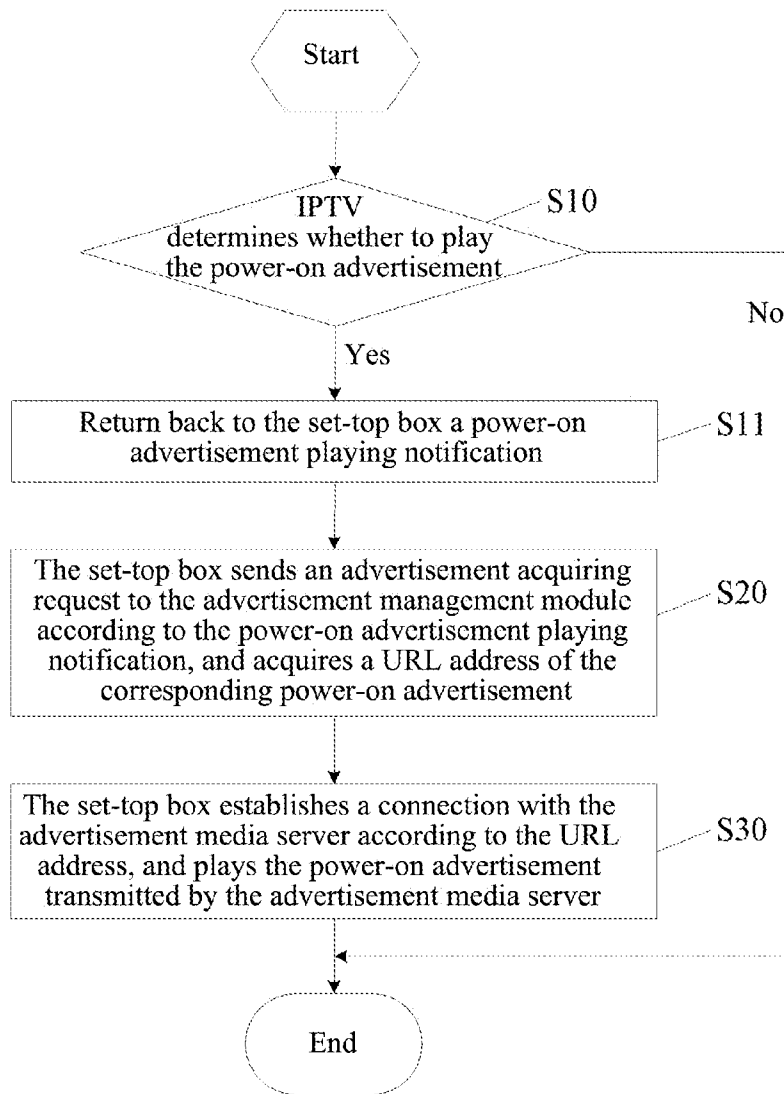 Start
IPTV
determines whether to play
the power-on advertisement
S10
No
Yes
Return back to the set-top box a power-on
advertisement playing notification
S11
The set-top box sends an advertisement acquiring
request to the advertisement management module
according to the power-on advertisement playing
notification, and acquires a URL address of the
corresponding power-on advertisement
S20
The set-top box establishes a connection with the
advertisement media server according to the URL
address, and plays the power-on advertisement
transmitted by the advertisement media server
S30
End